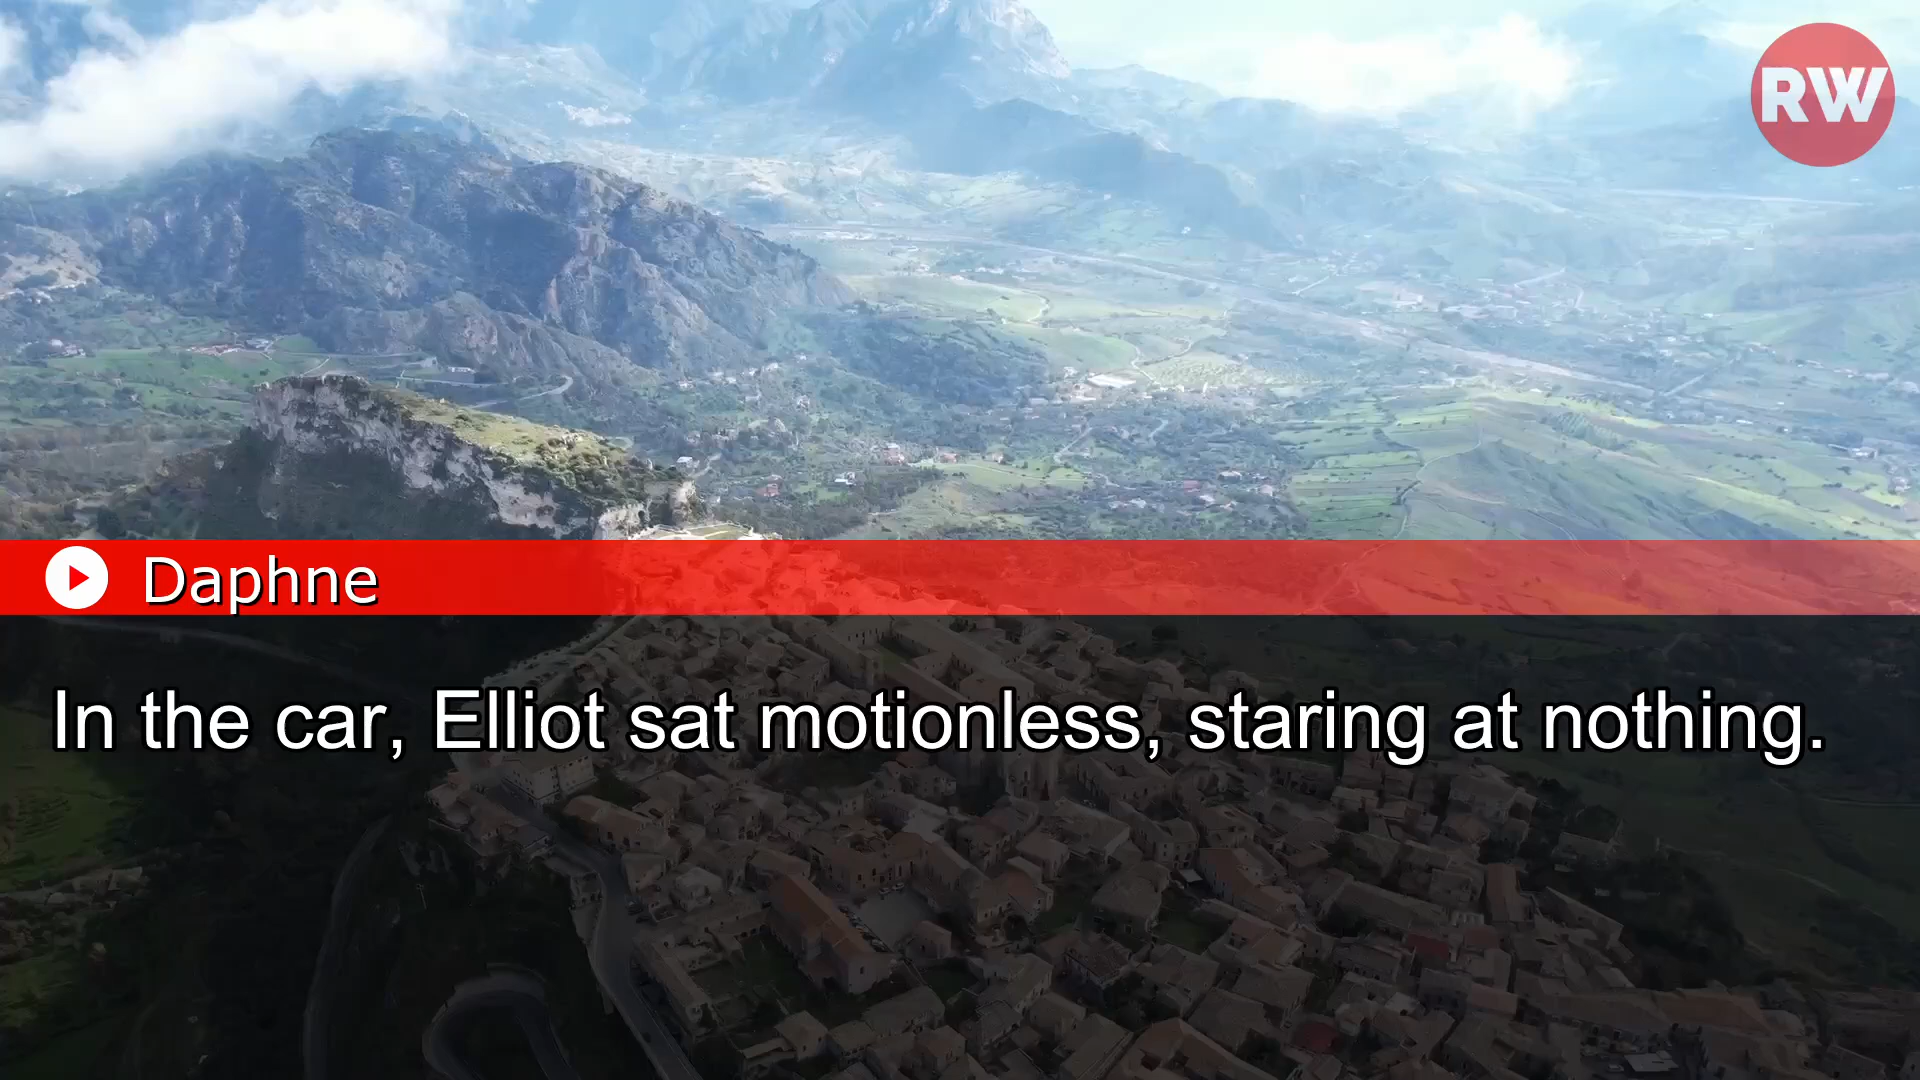 RW
Daphne
In the car, Elliot sat motionless, staring at nothing.